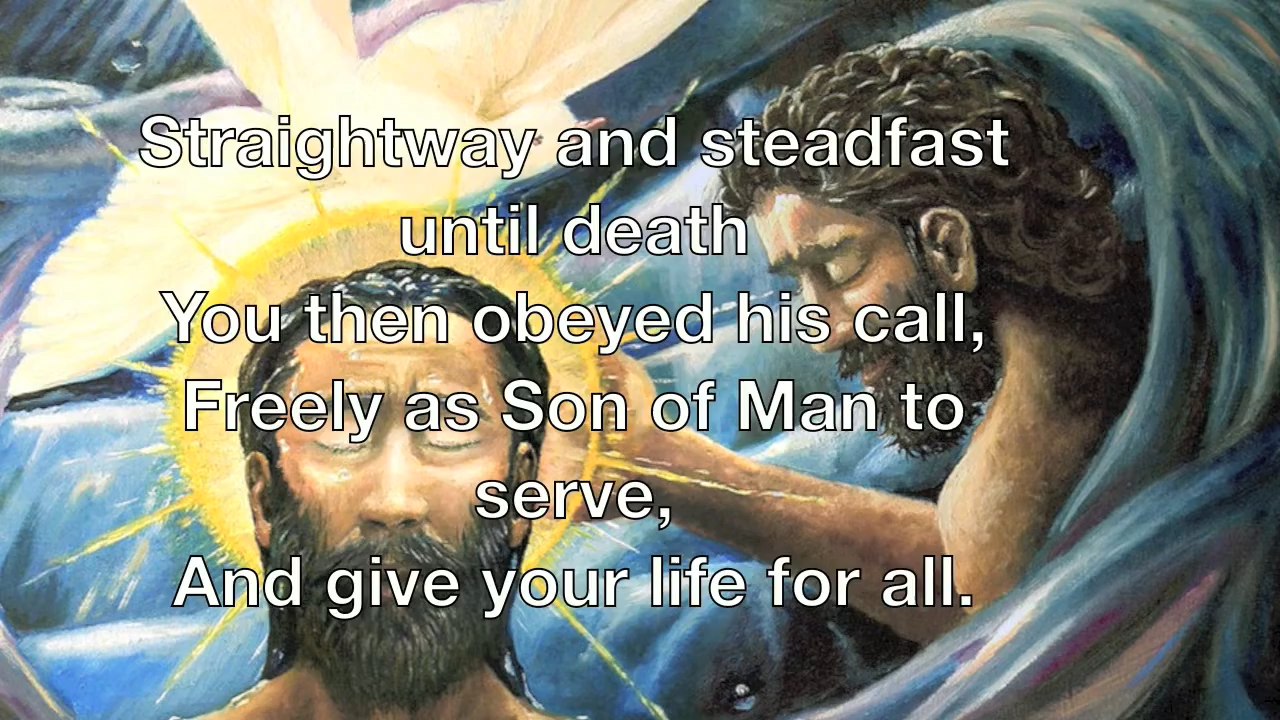 Straightway and steadfast
until death
You then obeyed his call,
Freely as Son of Man to
serve,
And give your life for all.